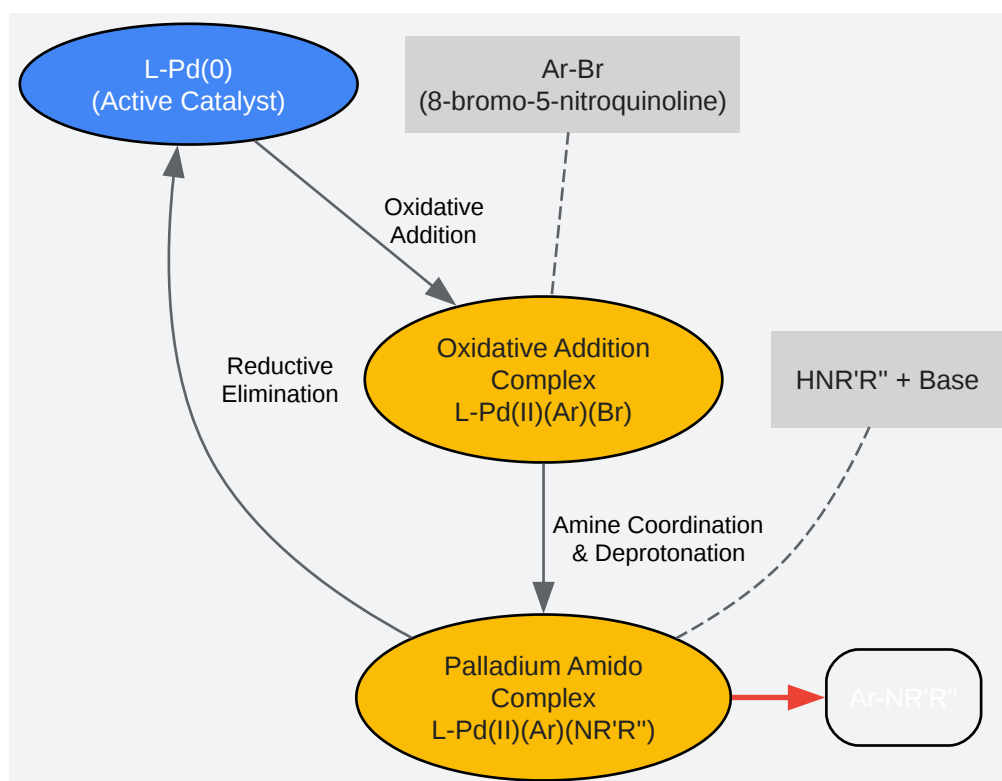 L-Pd(0)
(Active Catalyst)
Ar-Br
(8-bromo-5-nitroquinoline)
Oxidative
Addition
Oxidative Addition
Complex
L-Pd(II)(Ar)(Br)
Reductive
Elimination
HNR'R" + Base
Amine Coordination
& Deprotonation
Palladium Amido
Complex
L-Pd(II)(Ar)(NR'R")
Ar-NR'R"